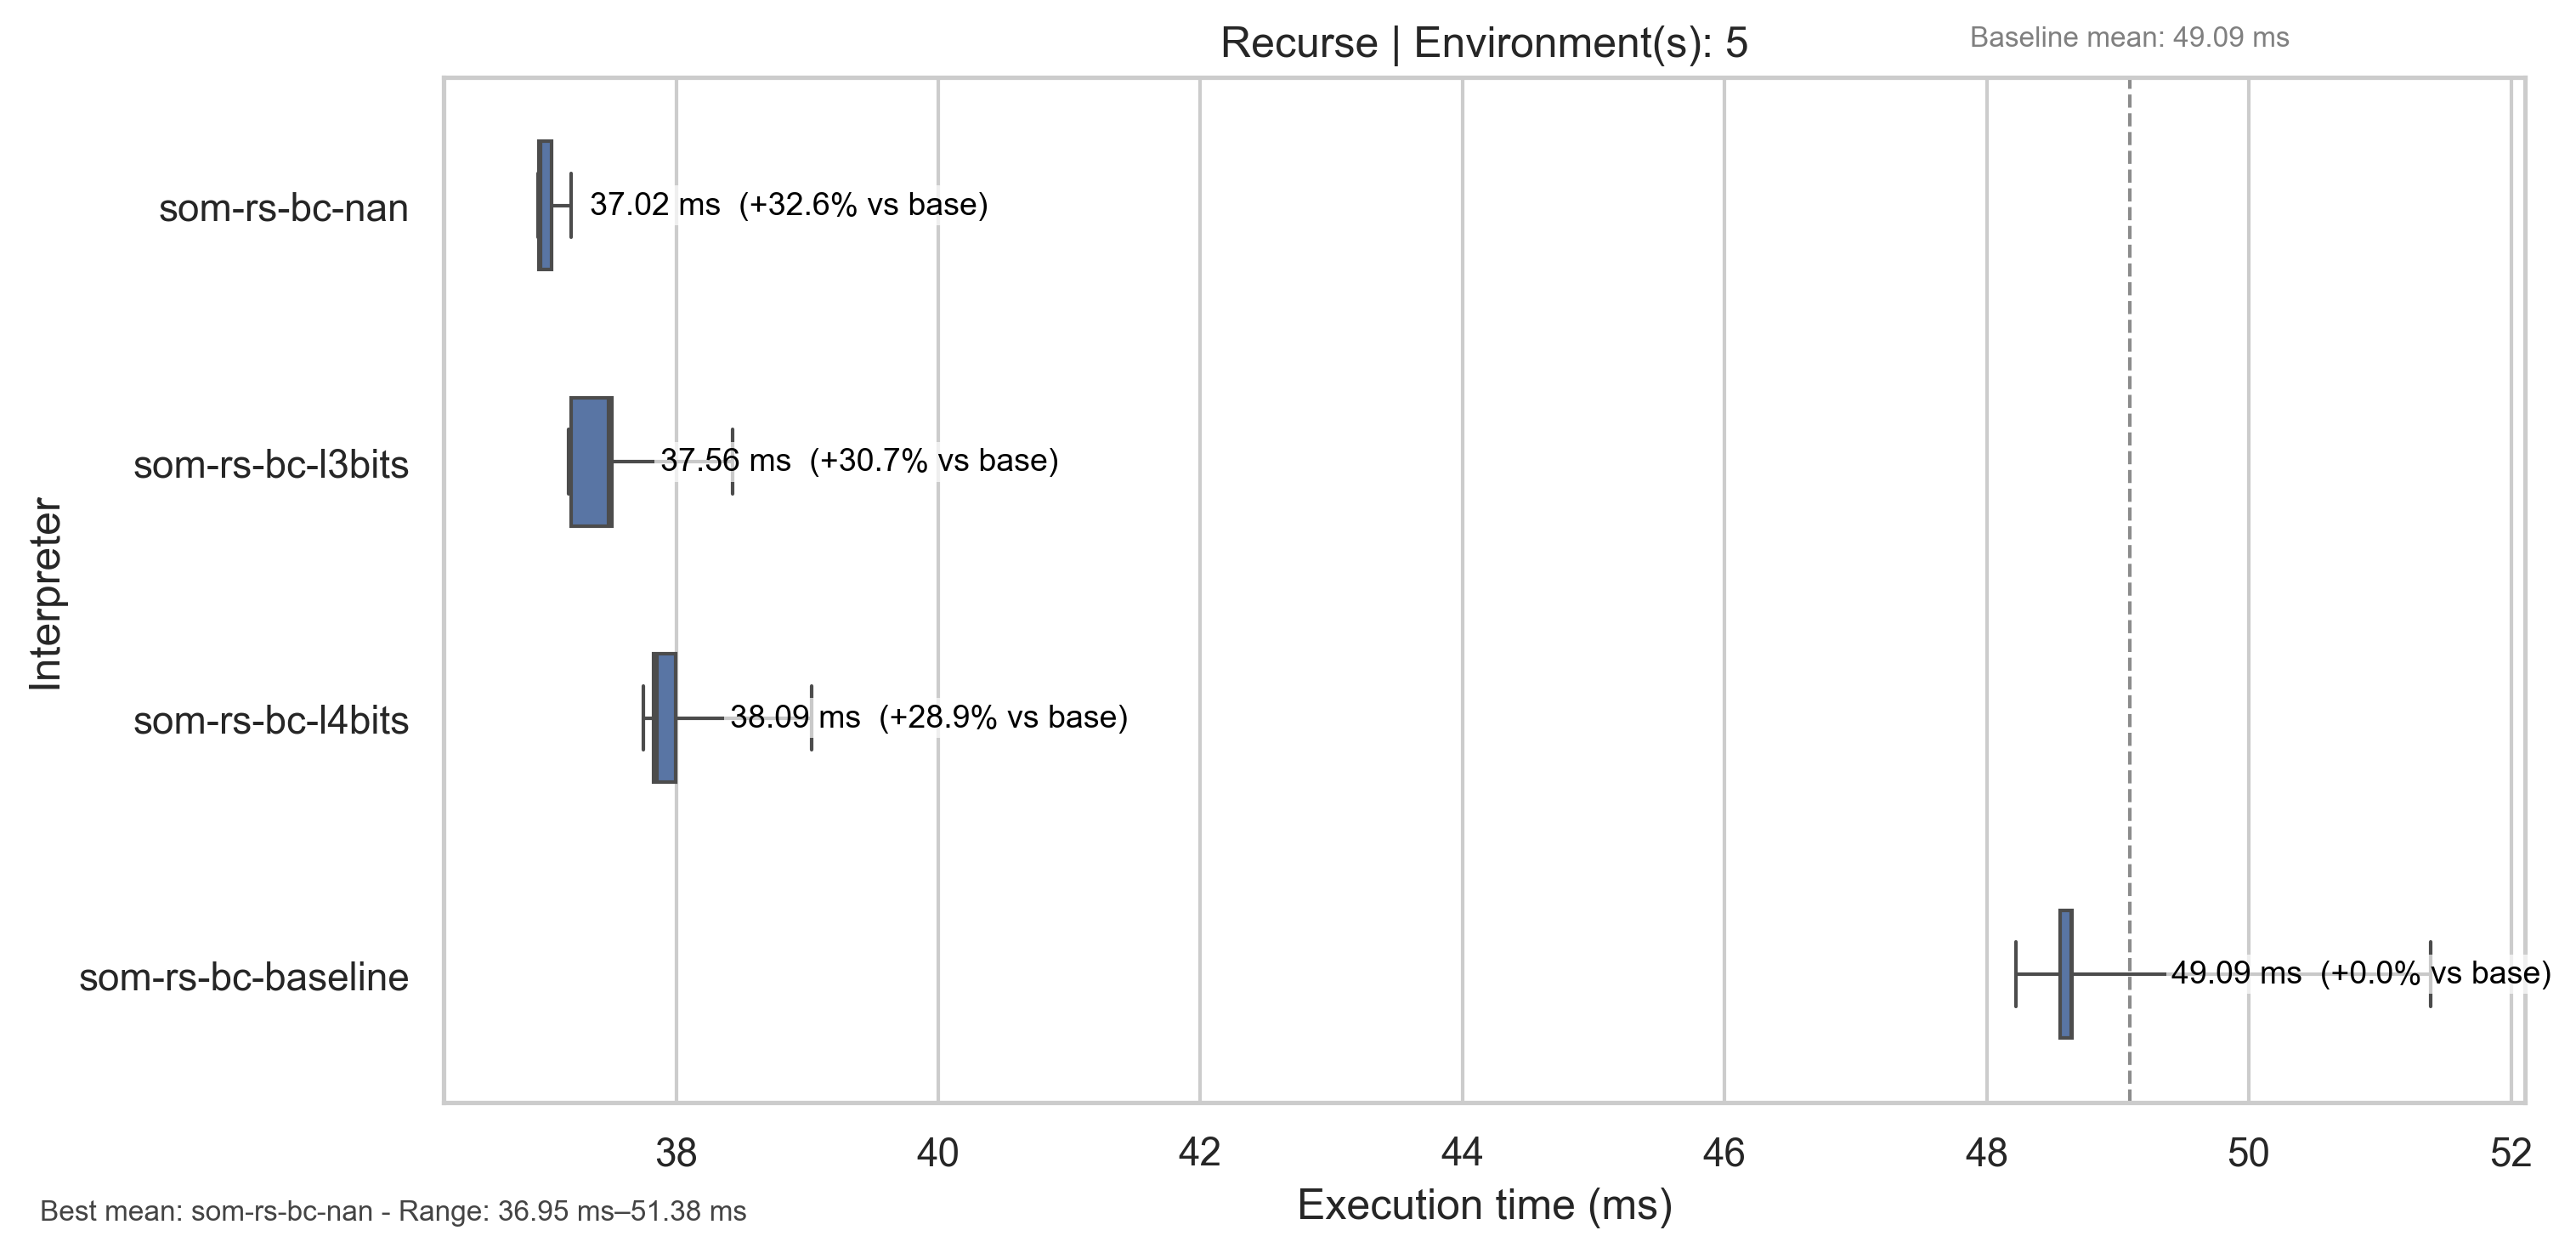 Recurse | Environment(s): 5
Baseline mean: 49.09 ms
Interpreter
som-rs-bc-nan
37.02 ms  (+32.6% vs base)
som-rs-bc-l3bits
37.56 ms  (+30.7% vs base)
som-rs-bc-l4bits
38.09 ms  (+28.9% vs base)
som-rs-bc-baseline
49.09 ms  (+0.0% vs base)
38 40 42 44 46 48 50 52
Execution time (ms)
Best mean: som-rs-bc-nan - Range: 36.95 ms–51.38 ms